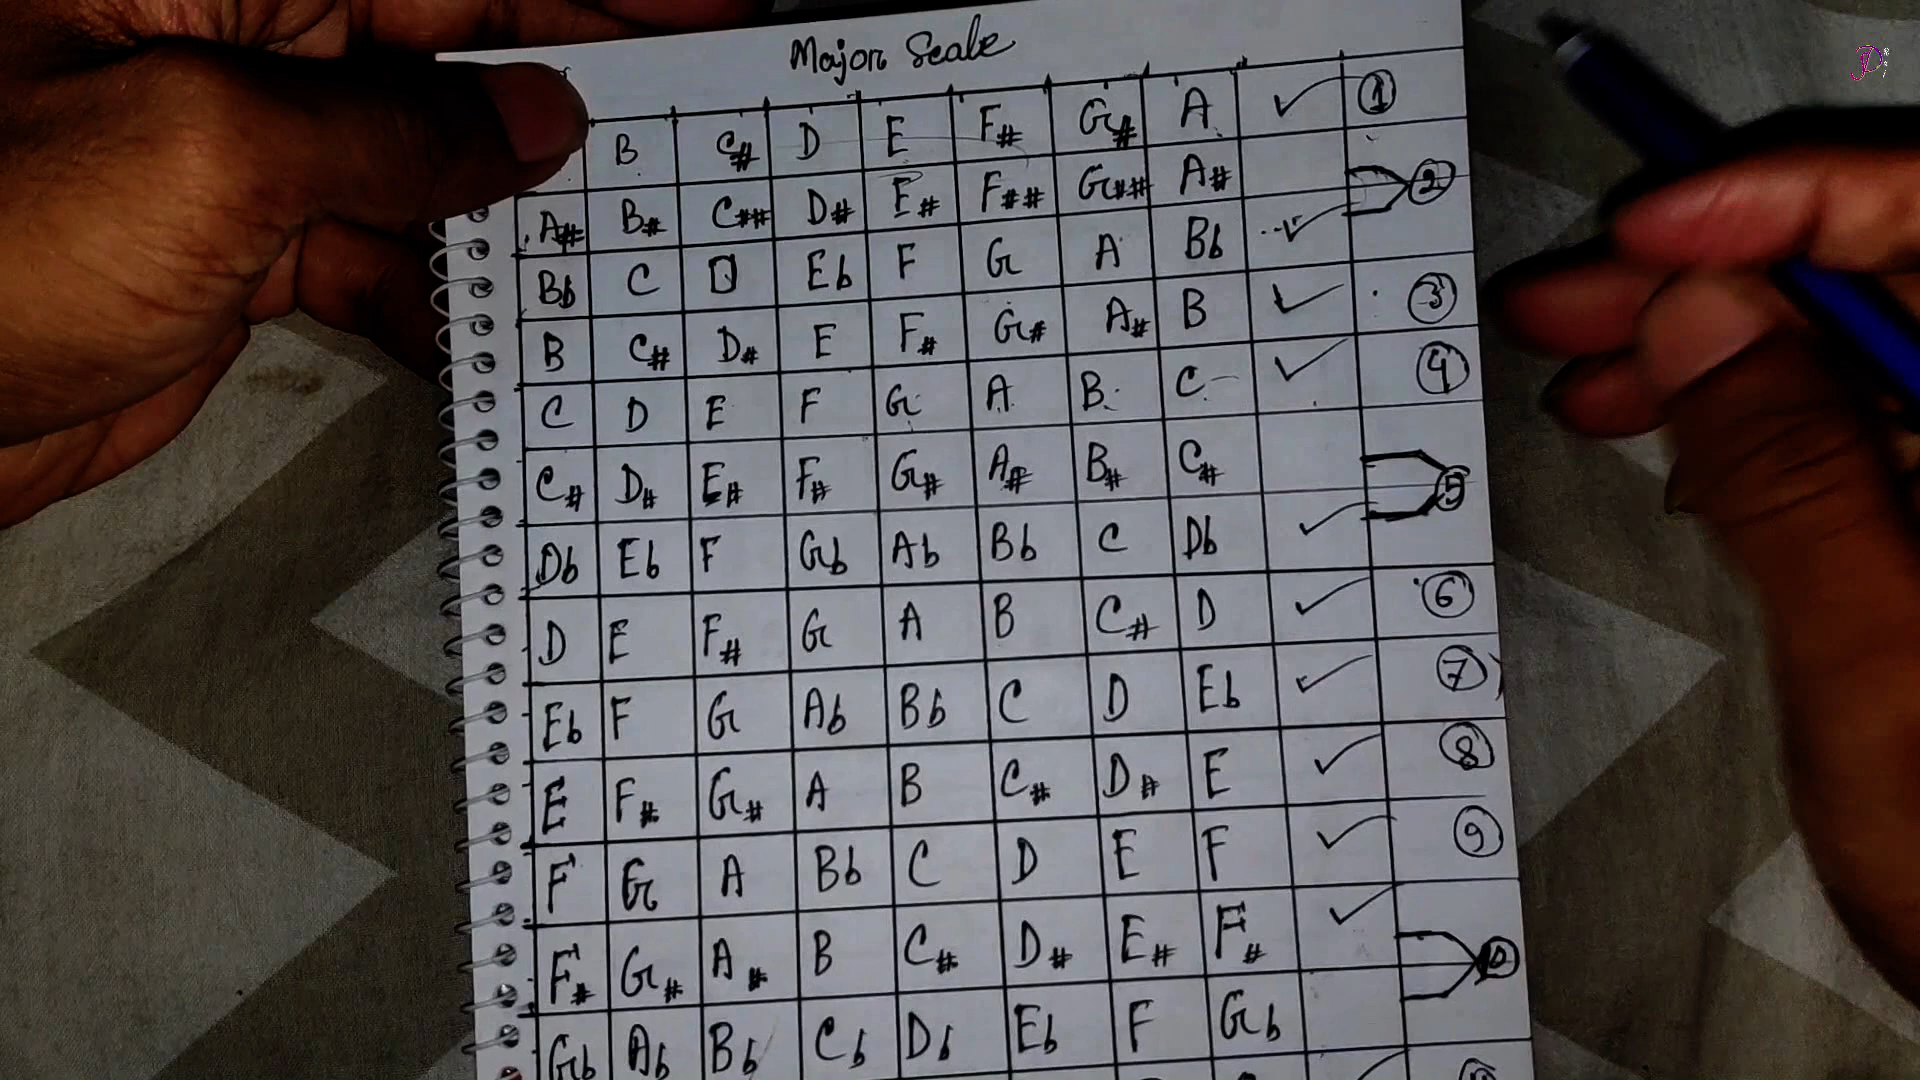 Major Scale
B C# D E F# G# A ✓ 1
A# B# C## D# E# F## G## A# 2
Bb C D Eb F G A Bb ✓
B C# D# E F# G# A# B ✓ 3
C D E F G A B C ✓ 4
C# D# E# F# G# A# B# C# 5
Db Eb F Gb Ab Bb C Db ✓
D E F# G A B C# D ✓ 6
Eb F G Ab Bb C D Eb ✓ 7
E F# G# A B C# D# E ✓ 8
F G A Bb C D E F ✓ 9
F# G# A# B C# D# E# F# ✓ 10
Gb Ab Bb Cb Db Eb F Gb